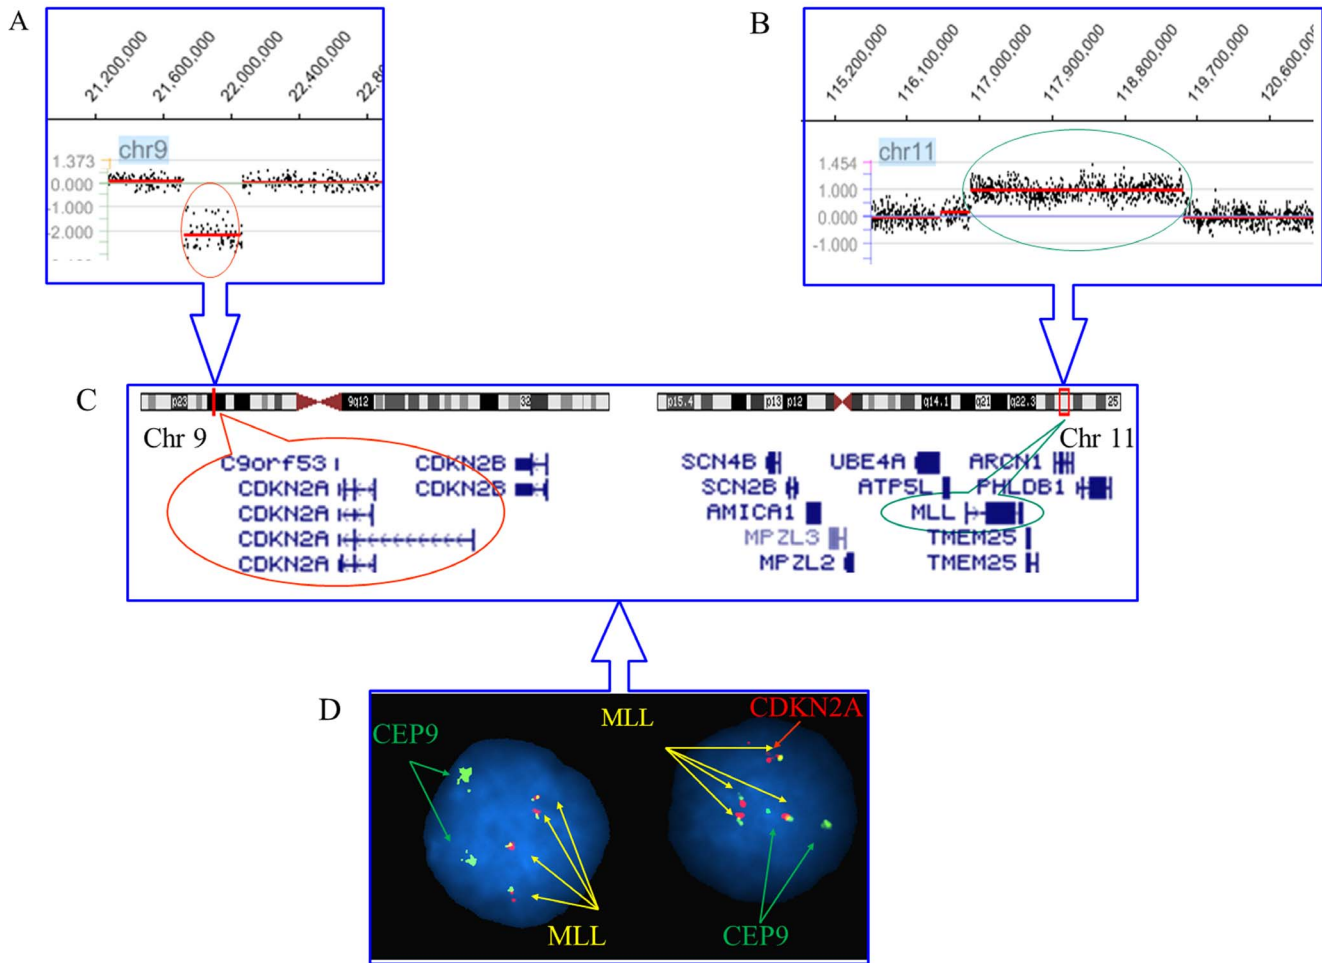 A
21,200,000
21,600,000
22,000,000
22,400,000
chr9
1.373
0.000
-1.000
-2.000
B
115,200,000
116,100,000
117,000,000
117,900,000
118,800,000
119,700,000
120,600,000
chr11
1.454
1.000
0.000
-1.000
C
p23 9q12 32
Chr 9
p15.4 p13 p12 q14.1 q21 q22.3 25
Chr 11
C9orf53 CDKN2B
CDKN2A CDKN2B
CDKN2A
CDKN2A
CDKN2A
SCN4B UBE4A ARCN1
SCN2B ATP5L PHLDB1
AMICA1 MLL
MPZL3 TMEM25
MPZL2 TMEM25
D
CEP9
MLL
CDKN2A
MLL
CEP9